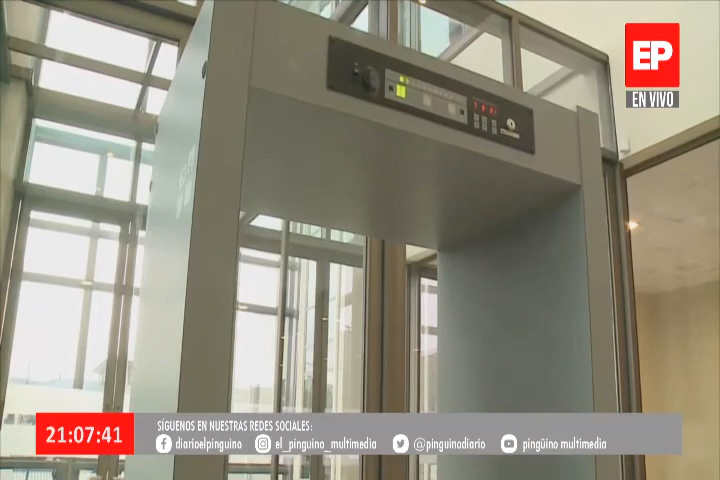 EP
EN VIVO
21:07:41
SÍGUENOS EN NUESTRAS REDES SOCIALES:
diarioelpinguino el_pinguino_multimedia @pinguinodiario pingüino multimedia